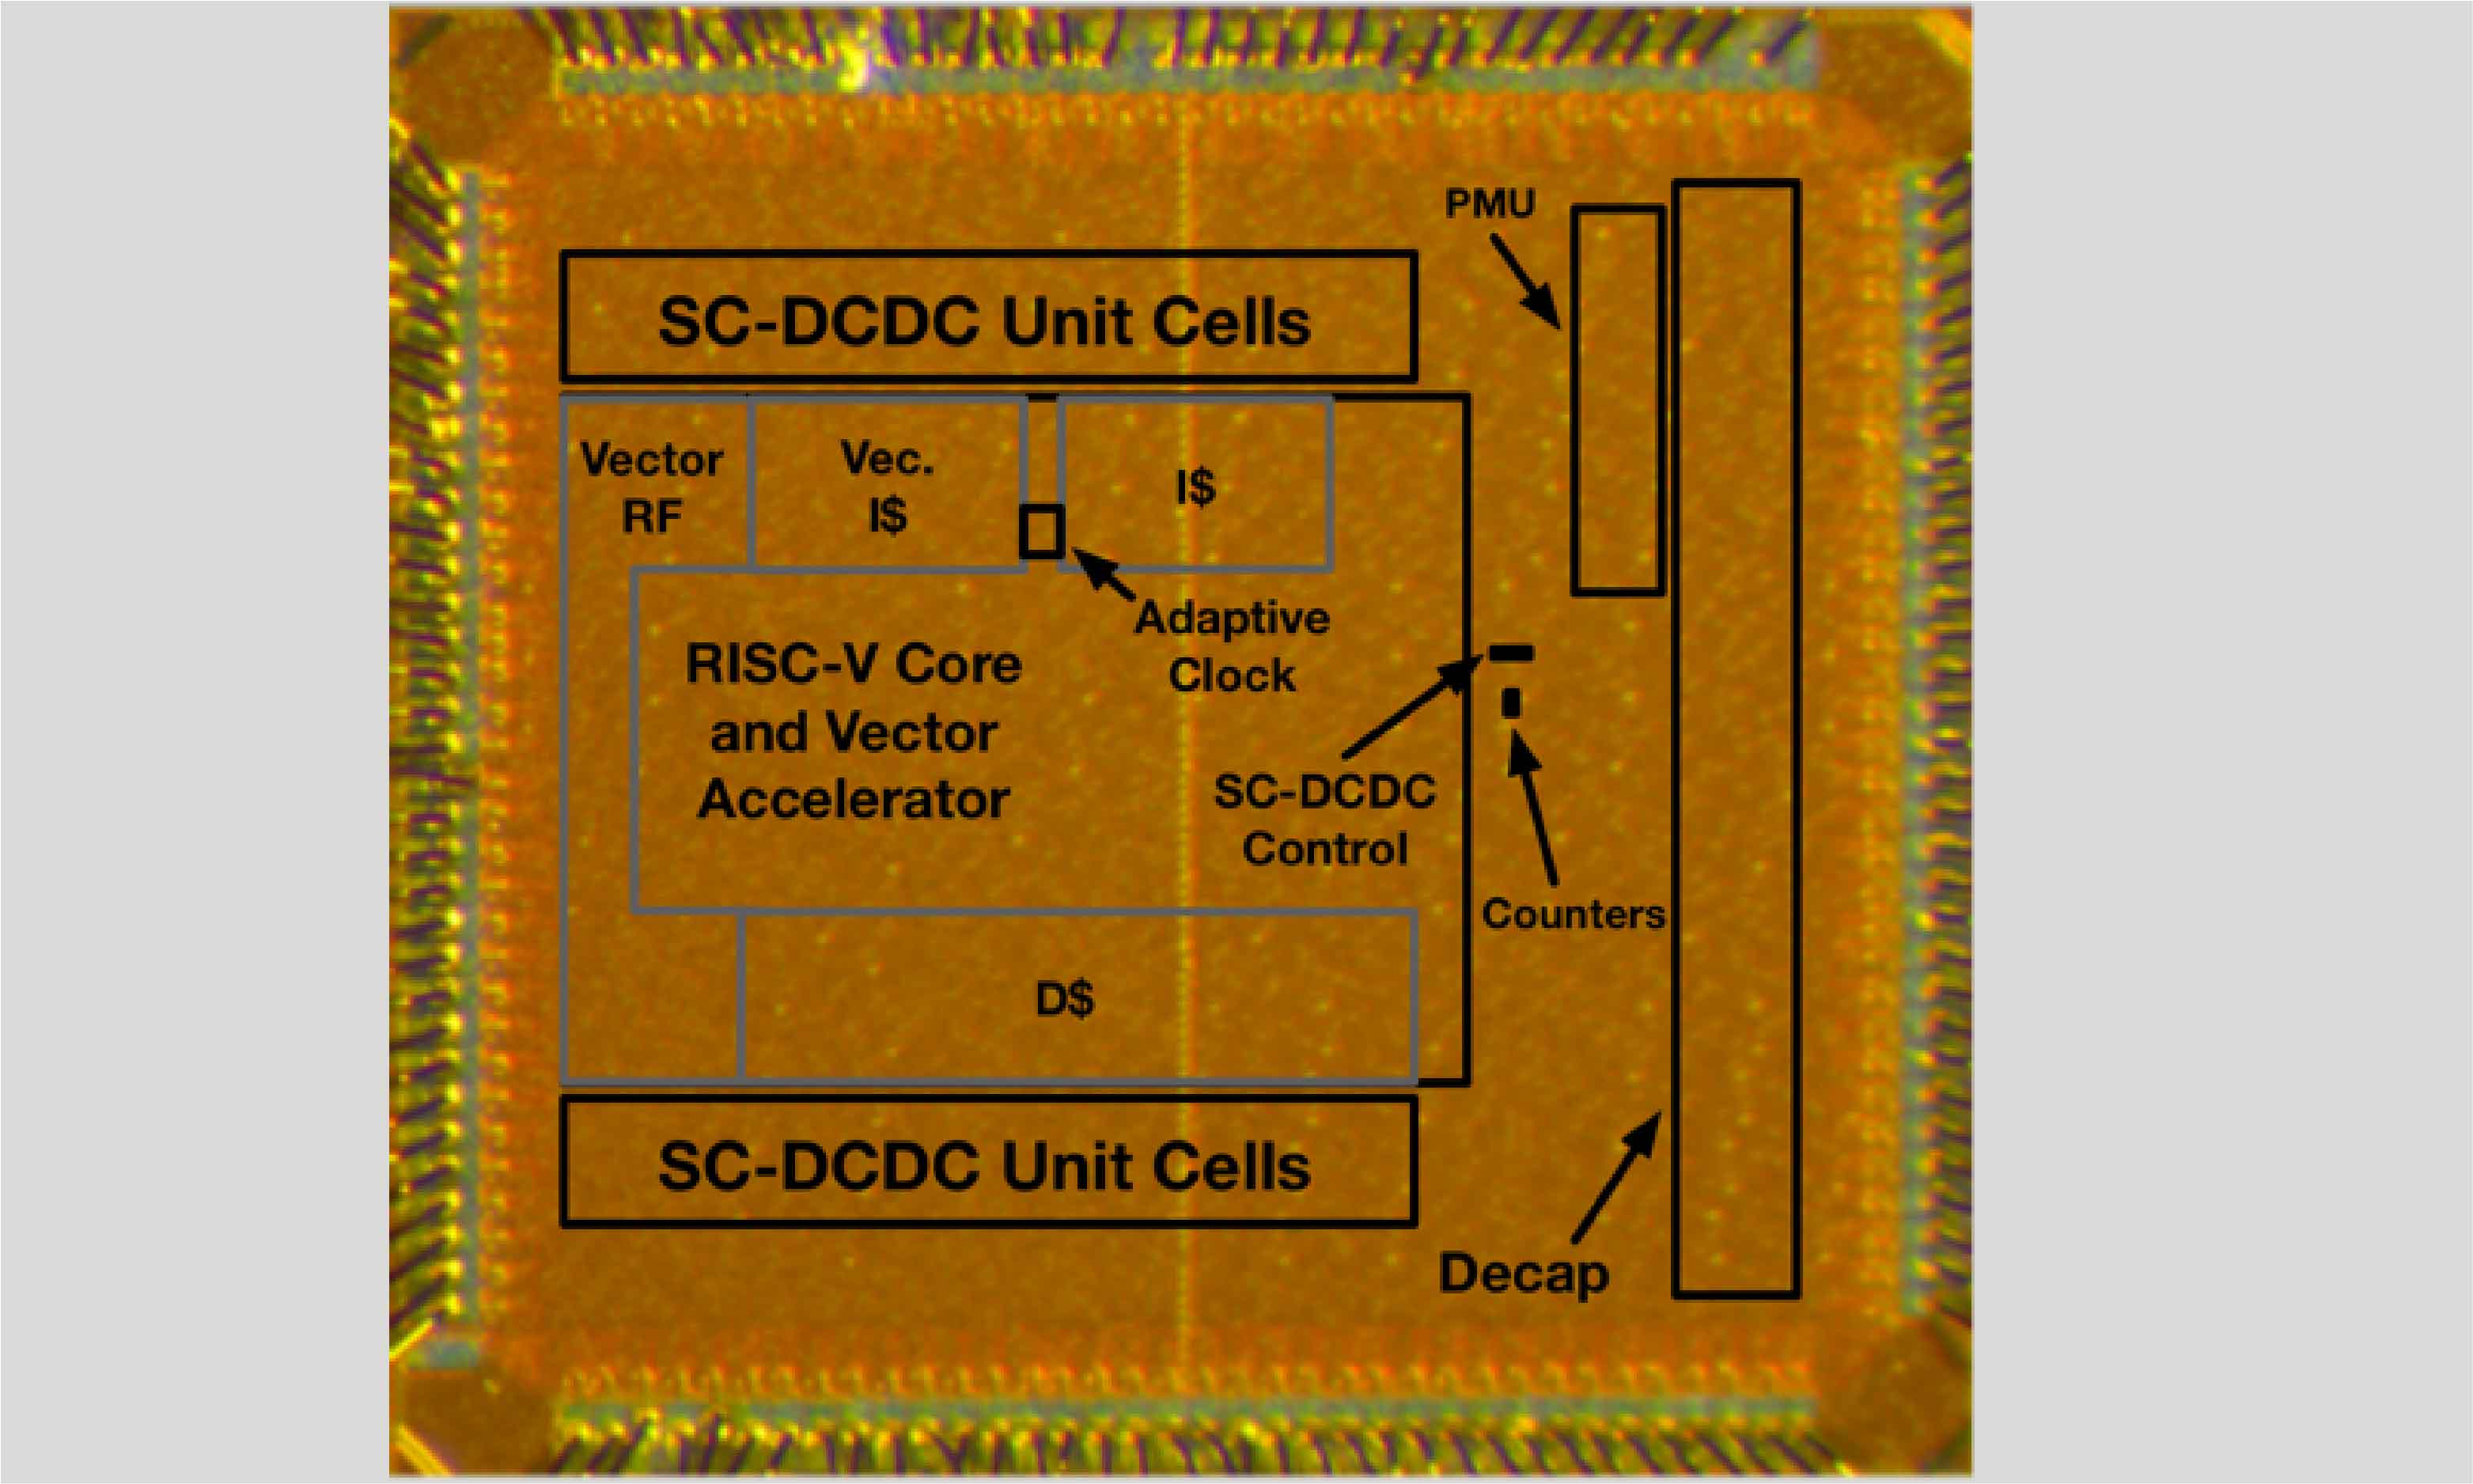 PMU
SC-DCDC Unit Cells
Vector
RF
Vec.
I$
I$
Adaptive
Clock
RISC-V Core
and Vector
Accelerator
SC-DCDC
Control
Counters
D$
SC-DCDC Unit Cells
Decap